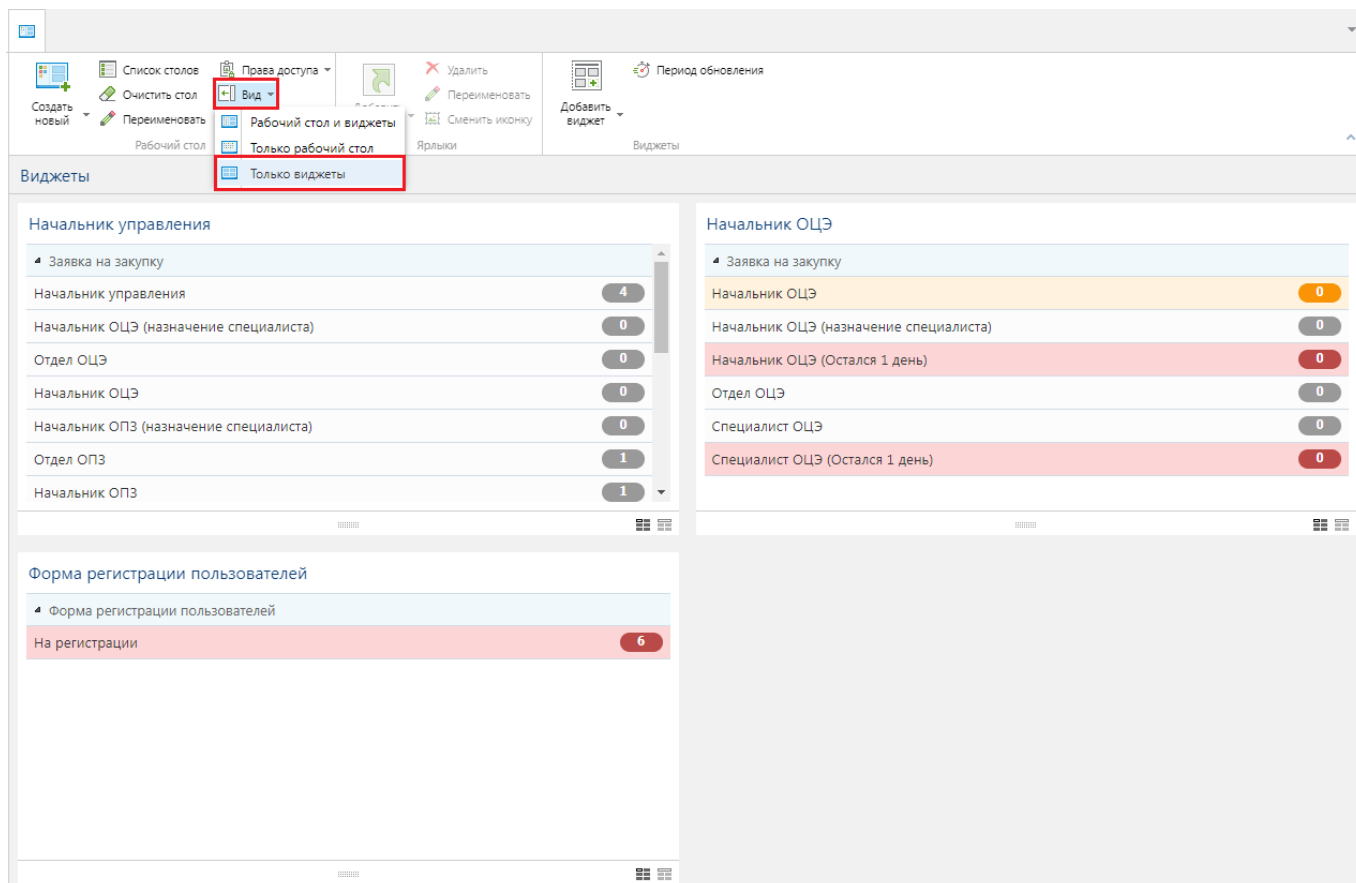 Создать новый
Список столов
Очистить стол
Переименовать
Права доступа
Вид
Рабочий стол
Рабочий стол и виджеты
Только рабочий стол
Только виджеты
Удалить
Переименовать
Сменить иконку
Ярлыки
Добавить виджет
Период обновления
Виджеты
Виджеты
Начальник управления
Заявка на закупку
Начальник управления 4
Начальник ОЦЭ (назначение специалиста) 0
Отдел ОЦЭ 0
Начальник ОЦЭ 0
Начальник ОПЗ (назначение специалиста) 0
Отдел ОПЗ 1
Начальник ОПЗ 1
Начальник ОЦЭ
Заявка на закупку
Начальник ОЦЭ 0
Начальник ОЦЭ (назначение специалиста) 0
Начальник ОЦЭ (Остался 1 день) 0
Отдел ОЦЭ 0
Специалист ОЦЭ 0
Специалист ОЦЭ (Остался 1 день) 0
Форма регистрации пользователей
Форма регистрации пользователей
На регистрации 6